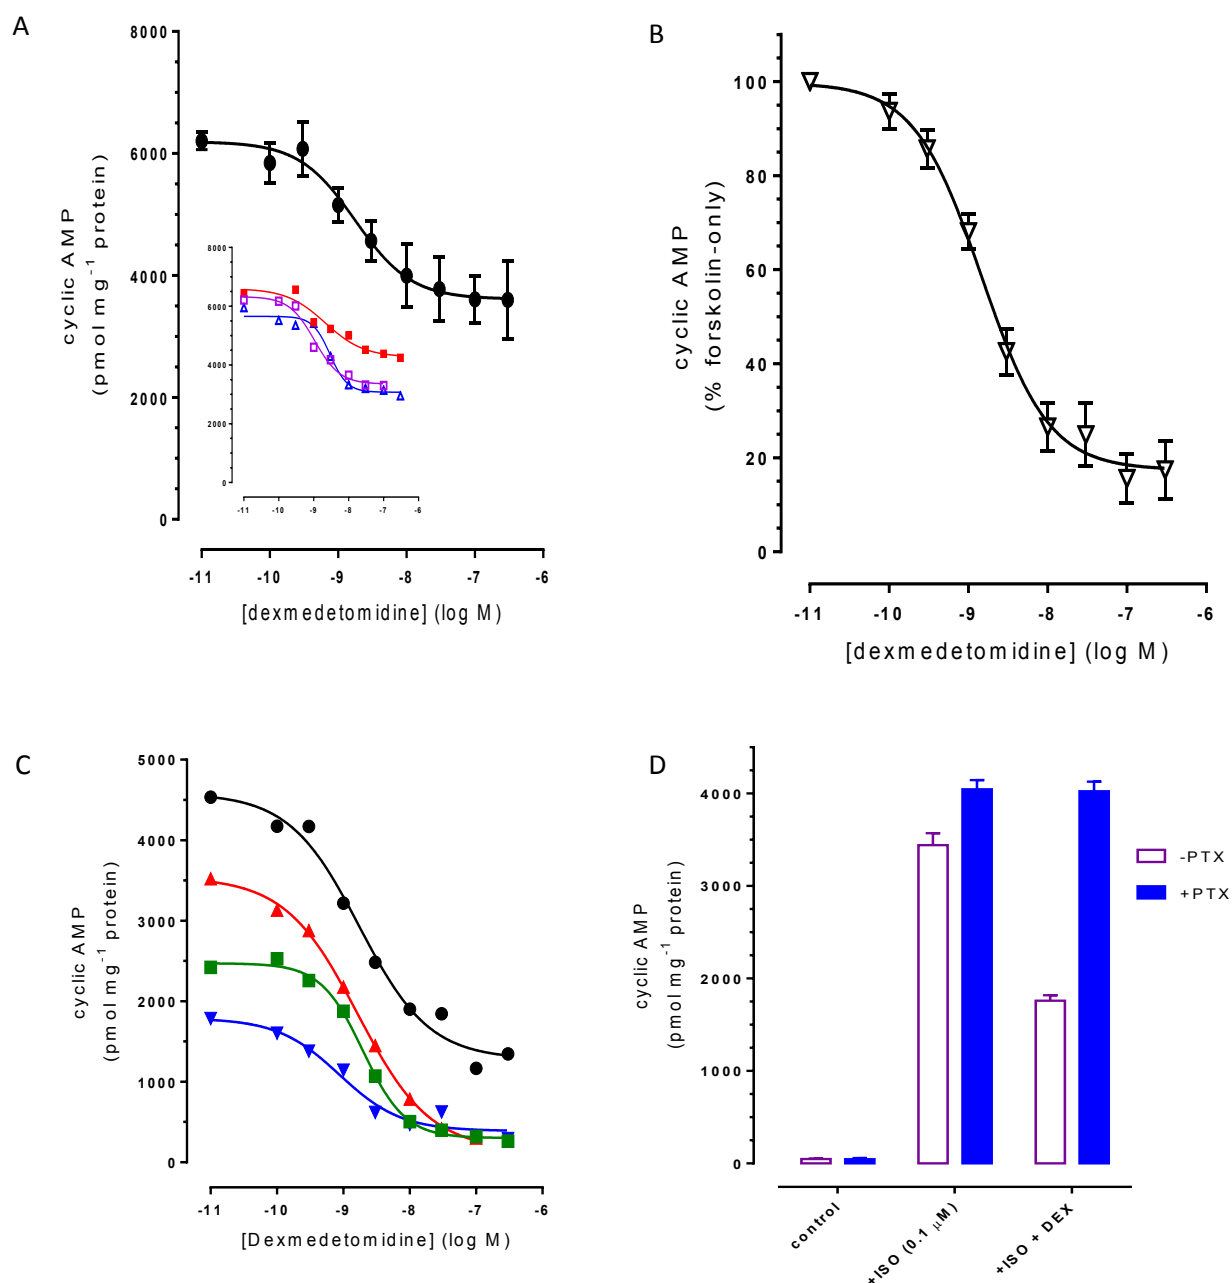 A
8000
6000
4000
2000
0
cyclic AMP
(pmol mg⁻¹ protein)
8000
6000
4000
2000
0
-11 -10 -9 -8 -7 -6
-11 -10 -9 -8 -7 -6
[dexmedetomidine] (log M)
B
100
80
60
40
20
0
cyclic AMP
(% forskolin-only)
-11 -10 -9 -8 -7 -6
[dexmedetomidine] (log M)
C
5000
4000
3000
2000
1000
0
cyclic AMP
(pmol mg⁻¹ protein)
-11 -10 -9 -8 -7 -6
[Dexmedetomidine] (log M)
D
4000
3000
2000
1000
0
cyclic AMP
(pmol mg⁻¹ protein)
-PTX
+PTX
control
+ISO (0.1 μM)
+ISO + DEX